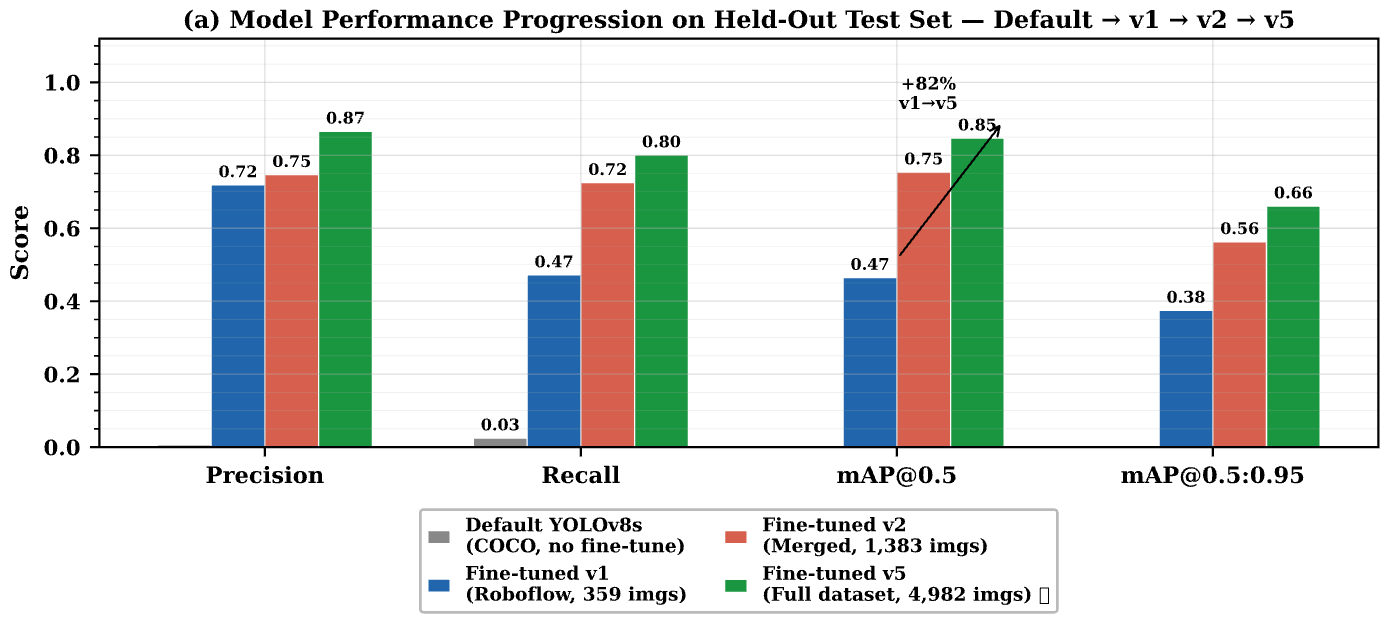 (a) Model Performance Progression on Held-Out Test Set — Default → v1 → v2 → v5
Score
1.0
0.8
0.6
0.4
0.2
0.0
0.72
0.75
0.87
0.03
0.47
0.72
0.80
+82%
v1→v5
0.47
0.75
0.85
0.38
0.56
0.66
Precision
Recall
mAP@0.5
mAP@0.5:0.95
Default YOLOv8s
(COCO, no fine-tune)
Fine-tuned v1
(Roboflow, 359 imgs)
Fine-tuned v2
(Merged, 1,383 imgs)
Fine-tuned v5
(Full dataset, 4,982 imgs)